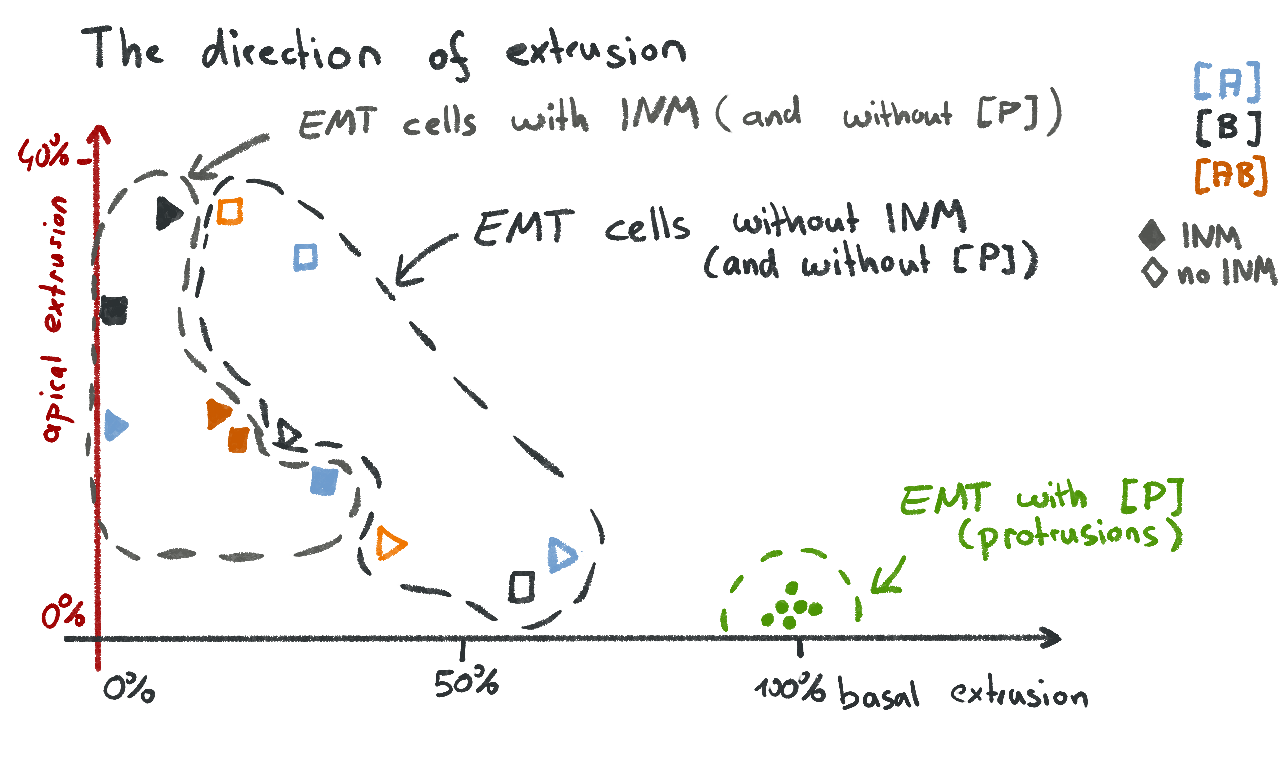 The direction of extrusion
EMT cells with INM (and without [P])
[A]
[B]
[AB]
INM
no INM
40%
apical extrusion
EMT cells without INM
(and without [P])
EMT with [P]
(protrusions)
0%
0%
50%
100%
basal extrusion